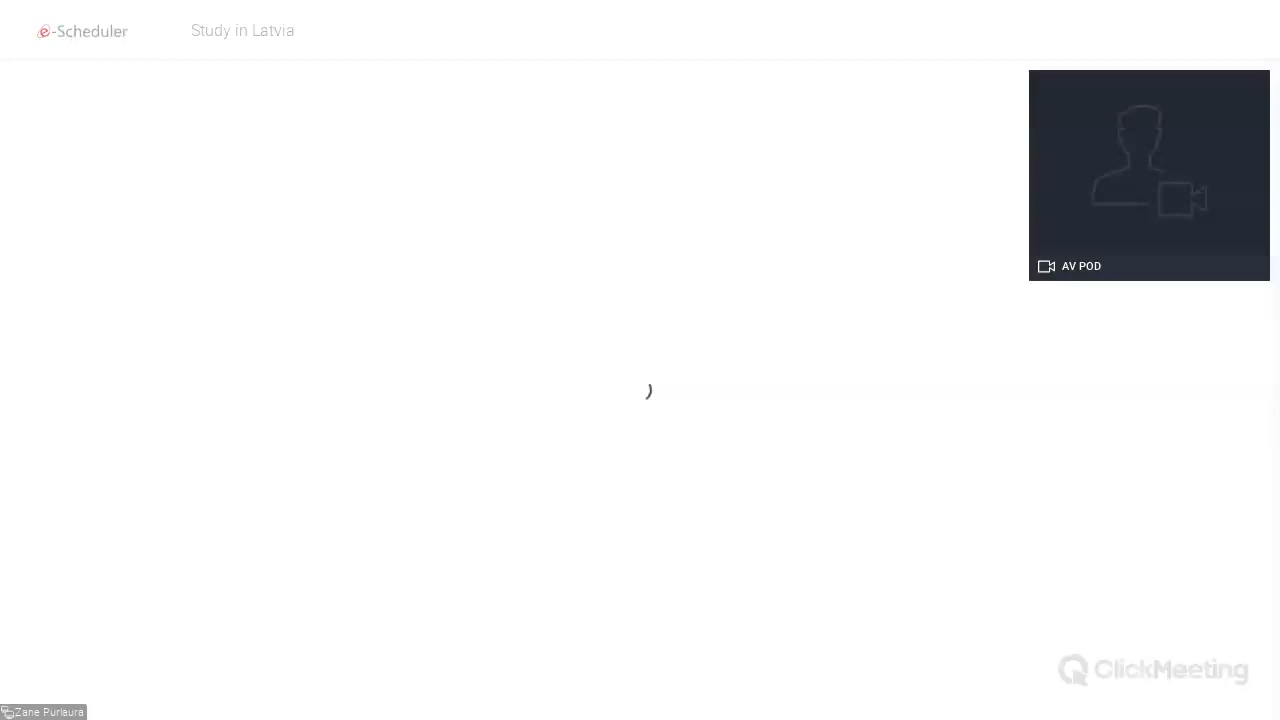 e-Scheduler
Study in Latvia
AV POD
ClickMeeting
Zane Purlaura